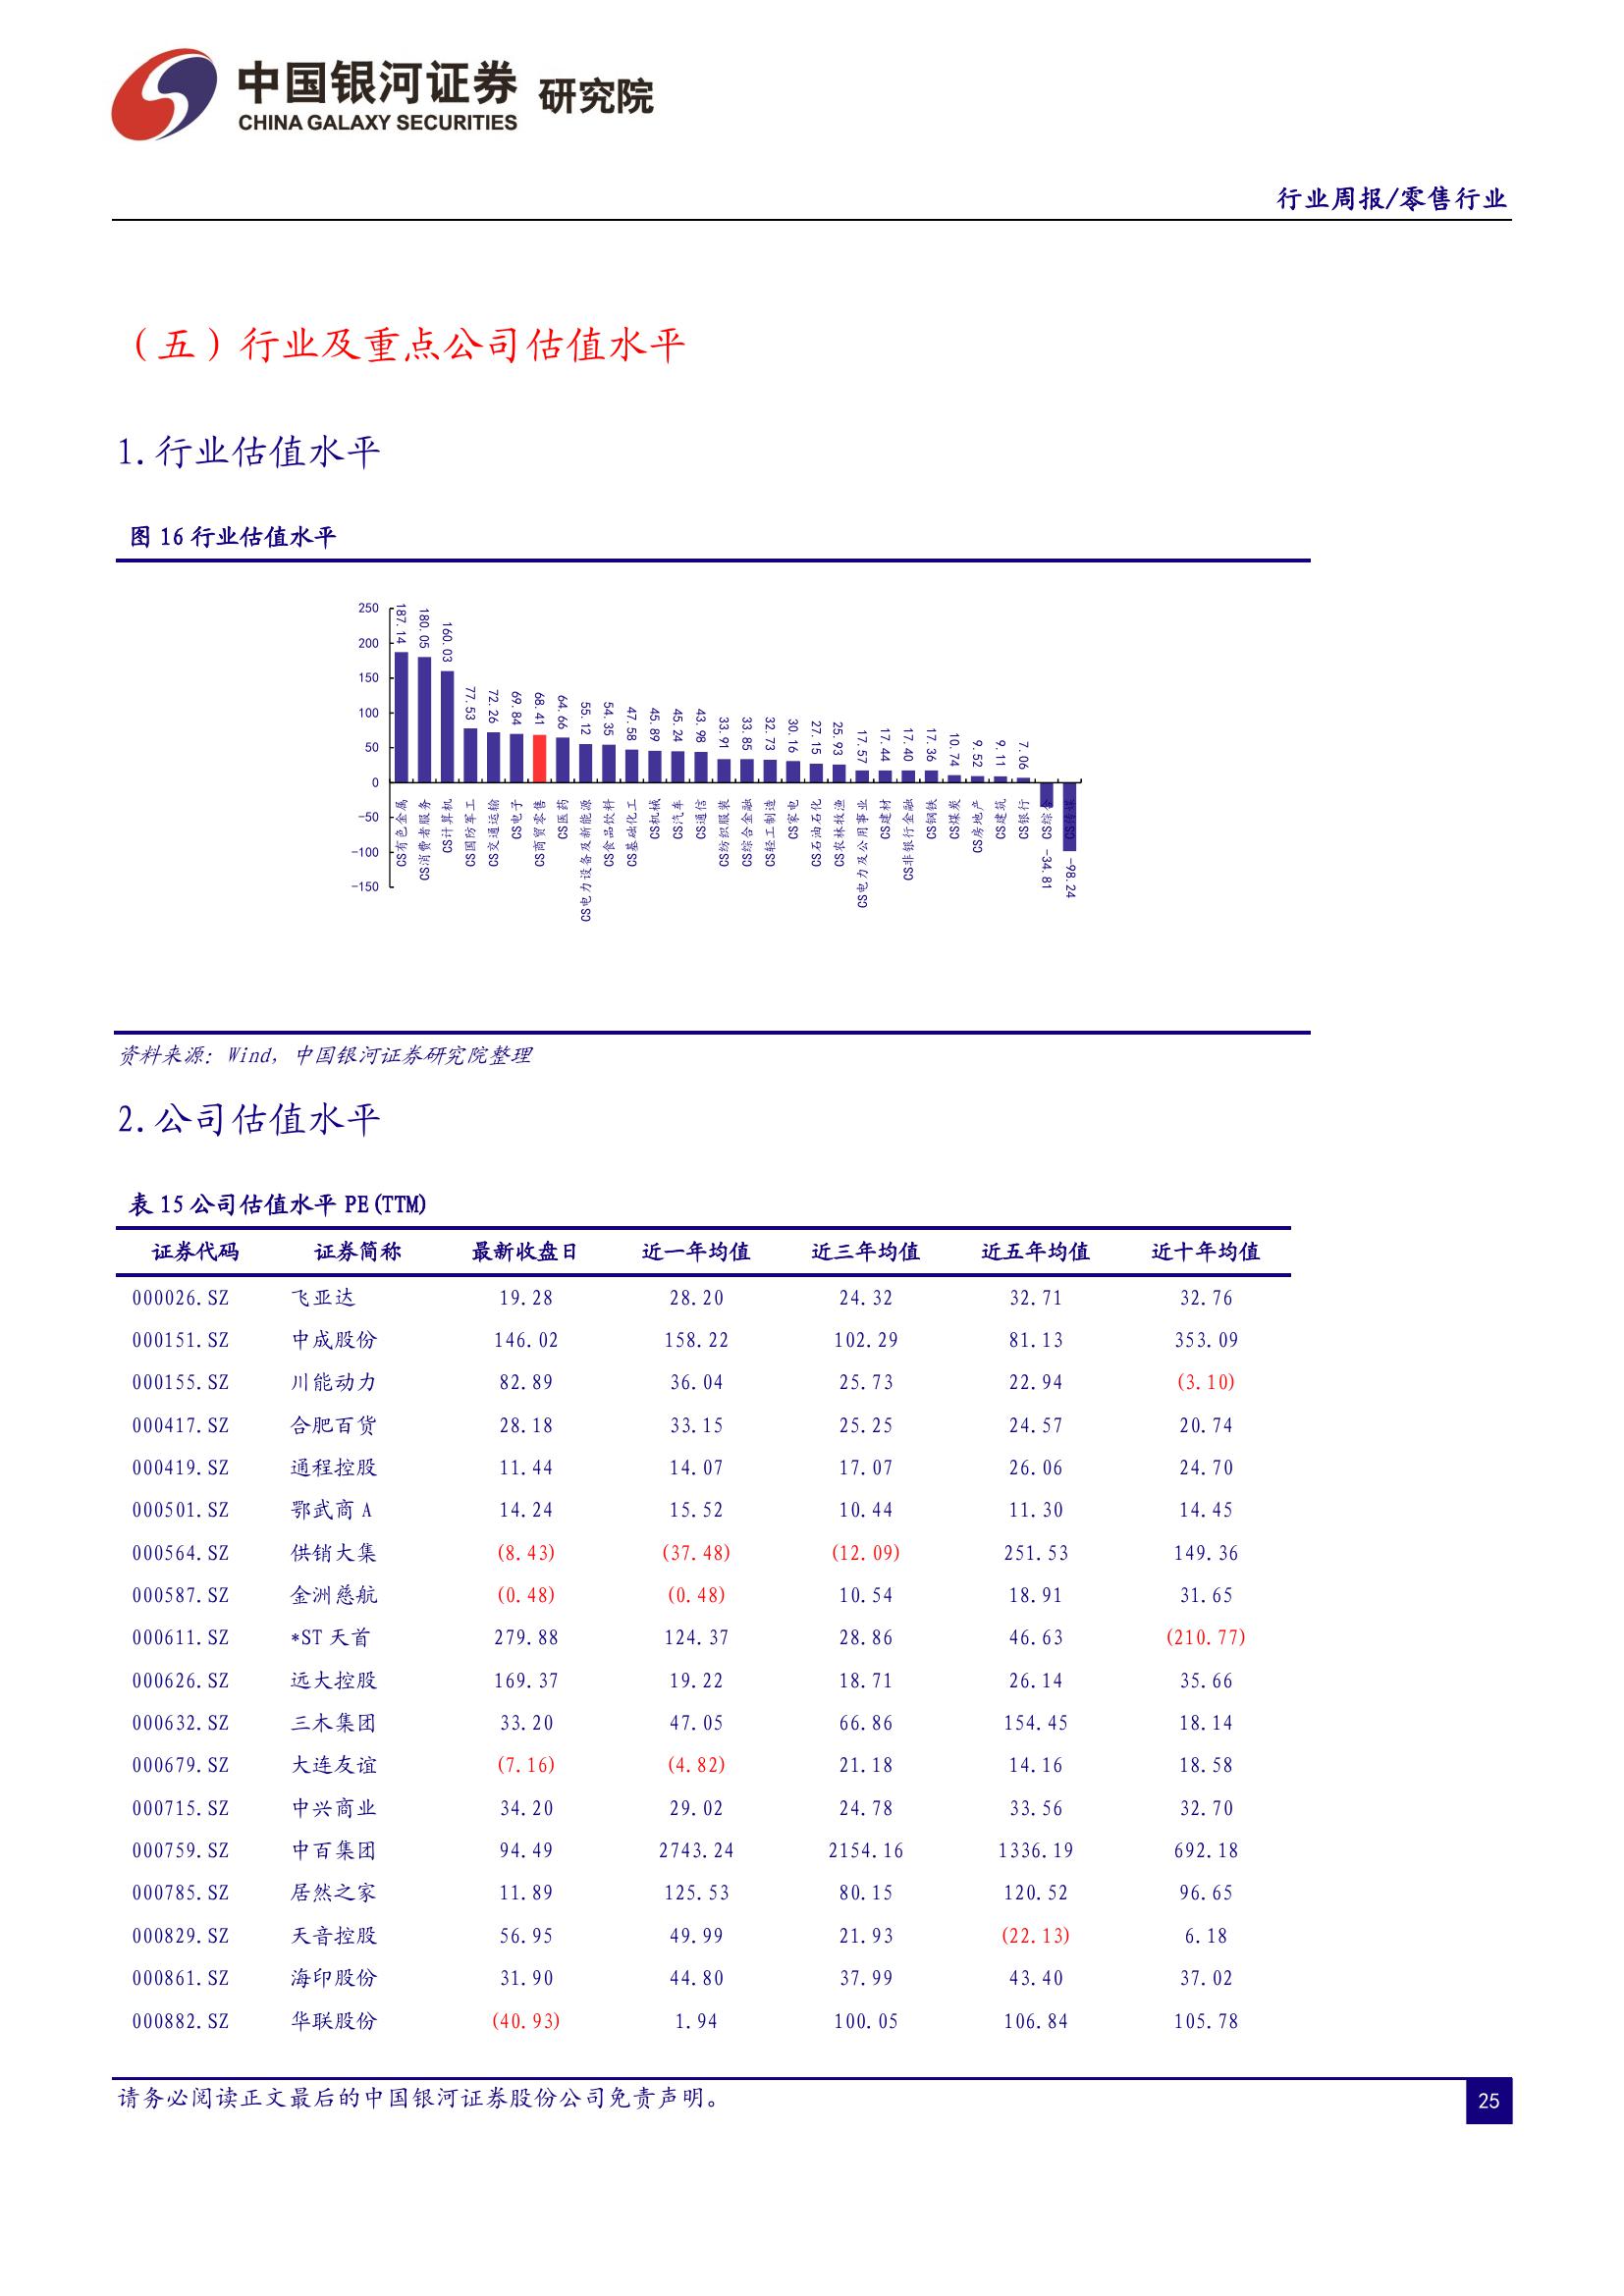 中国银河证券 研究院
CHINA GALAXY SECURITIES
行业周报/零售行业
（五）行业及重点公司估值水平
1.行业估值水平
图 16 行业估值水平
250
200
150
100
50
0
-50
-100
-150
187.14
180.05
160.03
77.53
72.26
69.84
68.41
64.66
55.12
54.35
47.58
45.89
45.24
43.98
33.91
33.85
32.73
30.16
27.15
25.93
17.57
17.44
17.40
17.36
10.74
9.52
9.11
7.06
-34.81
-98.24
CS有色金属
CS消费者服务
CS计算机
CS国防军工
CS交通运输
CS电子
CS商贸零售
CS医药
CS电力设备及新能源
CS食品饮料
CS基础化工
CS机械
CS汽车
CS通信
CS纺织服装
CS综合金融
CS轻工制造
CS家电
CS石油石化
CS农林牧渔
CS电力及公用事业
CS建材
CS非银行金融
CS钢铁
CS煤炭
CS房地产
CS建筑
CS银行
CS综合
资料来源：Wind，中国银河证券研究院整理
2.公司估值水平
表 15 公司估值水平 PE(TTM)
证券代码 证券简称 最新收盘日 近一年均值 近三年均值 近五年均值 近十年均值
000026.SZ 飞亚达 19.28 28.20 24.32 32.71 32.76
000151.SZ 中成股份 146.02 158.22 102.29 81.13 353.09
000155.SZ 川能动力 82.89 36.04 25.73 22.94 (3.10)
000417.SZ 合肥百货 28.18 33.15 25.25 24.57 20.74
000419.SZ 通程控股 11.44 14.07 17.07 26.06 24.70
000501.SZ 鄂武商 A 14.24 15.52 10.44 11.30 14.45
000564.SZ 供销大集 (8.43) (37.48) (12.09) 251.53 149.36
000587.SZ 金洲慈航 (0.48) (0.48) 10.54 18.91 31.65
000611.SZ *ST 天首 279.88 124.37 28.86 46.63 (210.77)
000626.SZ 远大控股 169.37 19.22 18.71 26.14 35.66
000632.SZ 三木集团 33.20 47.05 66.86 154.45 18.14
000679.SZ 大连友谊 (7.16) (4.82) 21.18 14.16 18.58
000715.SZ 中兴商业 34.20 29.02 24.78 33.56 32.70
000759.SZ 中百集团 94.49 2743.24 2154.16 1336.19 692.18
000785.SZ 居然之家 11.89 125.53 80.15 120.52 96.65
000829.SZ 天音控股 56.95 49.99 21.93 (22.13) 6.18
000861.SZ 海印股份 31.90 44.80 37.99 43.40 37.02
000882.SZ 华联股份 (40.93) 1.94 100.05 106.84 105.78
请务必阅读正文最后的中国银河证券股份公司免责声明。
25